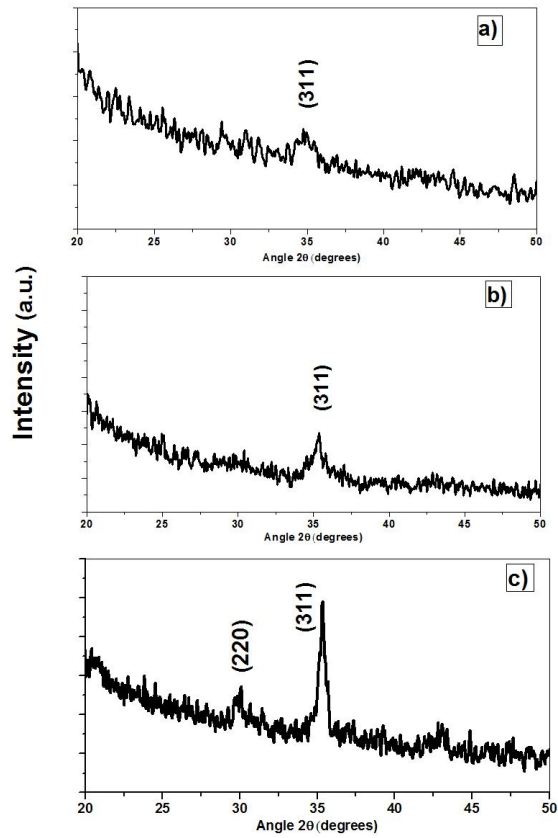 a)
(311)
20 25 30 35 40 45 50
Angle 2θ (degrees)
Intensity (a.u.)
b)
(311)
20 25 30 35 40 45 50
Angle 2θ (degrees)
c)
(311)
(220)
20 25 30 35 40 45 50
Angle 2θ (degrees)